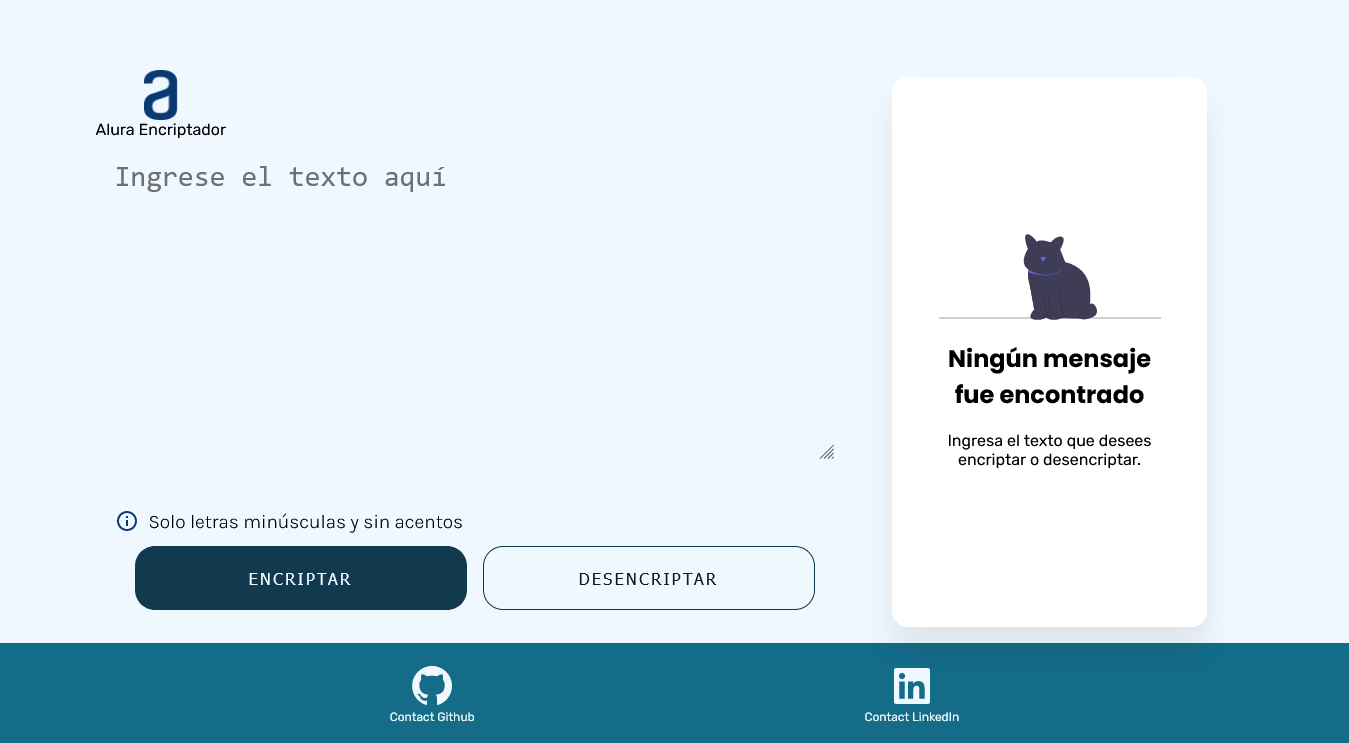 a
Alura Encriptador
Ingrese el texto aquí
Solo letras minúsculas y sin acentos
ENCRIPTAR
DESENCRIPTAR
Ningún mensaje
fue encontrado
Ingresa el texto que desees
encriptar o desencriptar.
Contact Github
in
Contact LinkedIn